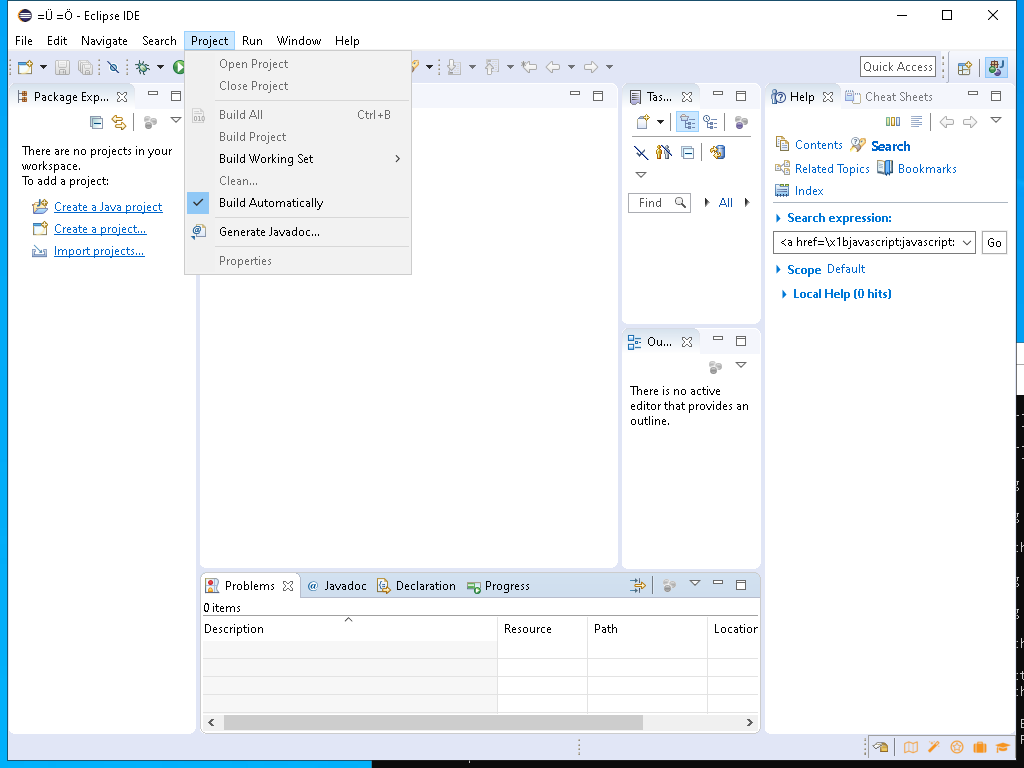 =Ü =Ö - Eclipse IDE
File Edit Navigate Search Project Run Window Help
Quick Access
Open Project
Close Project
Build All Ctrl+B
Build Project
Build Working Set
Clean...
Build Automatically
Generate Javadoc...
Properties
Package Exp...
There are no projects in your
workspace.
To add a project:
Create a Java project
Create a project...
Import projects...
Tas...
Find
All
Ou...
There is no active
editor that provides an
outline.
Help Cheat Sheets
Contents Search
Related Topics Bookmarks
Index
Search expression:
<a href=\x1bjavascript:javascript: Go
Scope Default
Local Help (0 hits)
Problems @ Javadoc Declaration Progress
0 items
Description Resource Path Location